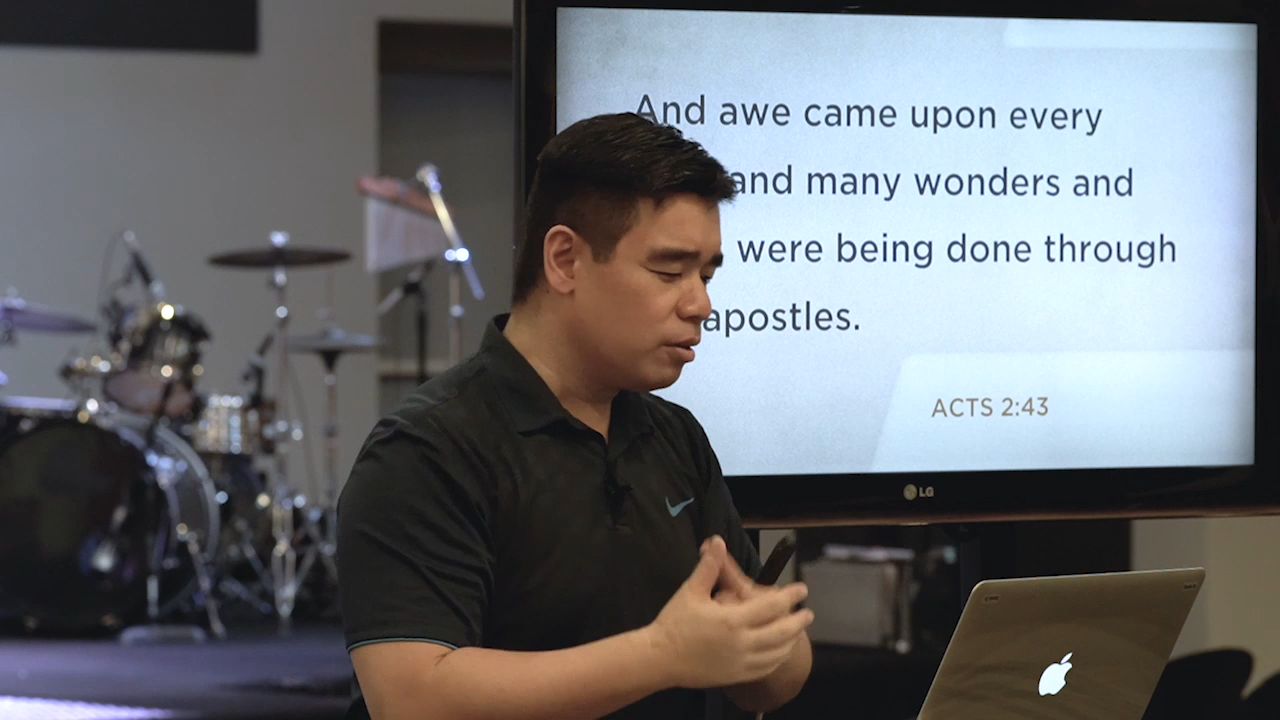 And awe came upon every
and many wonders and
were being done through
apostles.
ACTS 2:43
LG